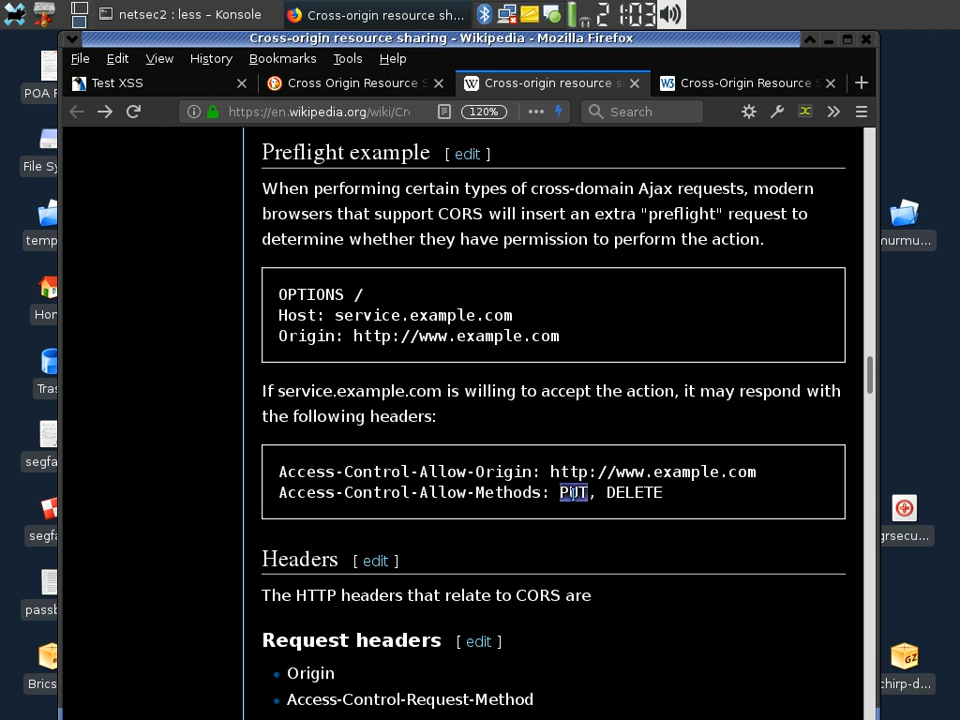 netsec2 : less – Konsole
Cross-origin resource sh...
2 1:03
Cross-origin resource sharing - Wikipedia - Mozilla Firefox
File Edit View History Bookmarks Tools Help
Test XSS
Cross Origin Resource S
Cross-origin resource s
Cross-Origin Resource S
https://en.wikipedia.org/wiki/Cr
120%
Search
Preflight example [ edit ]
When performing certain types of cross-domain Ajax requests, modern
browsers that support CORS will insert an extra "preflight" request to
determine whether they have permission to perform the action.
OPTIONS /
Host: service.example.com
Origin: http://www.example.com
If service.example.com is willing to accept the action, it may respond with
the following headers:
Access-Control-Allow-Origin: http://www.example.com
Access-Control-Allow-Methods: PUT, DELETE
Headers [ edit ]
The HTTP headers that relate to CORS are
Request headers [ edit ]
Origin
Access-Control-Request-Method
POA F
File Sy
temp
Hor
Tras
segfa
segfa
passb
Brics
murmu...
grsecu...
chirp-d...
GZ